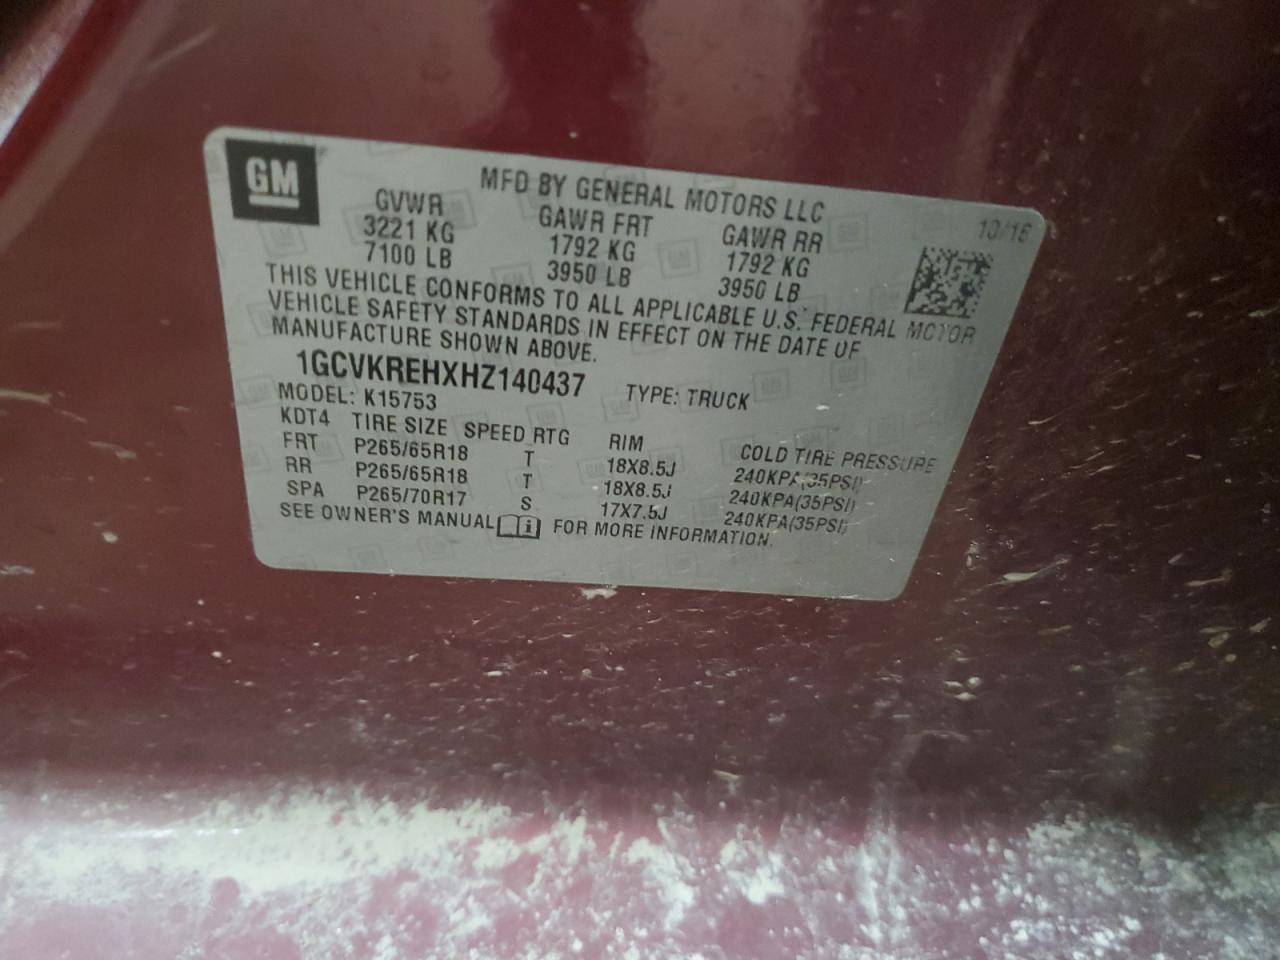 GM
MFD BY GENERAL MOTORS LLC
10/16
GVWR GAWR FRT GAWR RR
3221 KG 1792 KG 1792 KG
7100 LB 3950 LB 3950 LB
THIS VEHICLE CONFORMS TO ALL APPLICABLE U.S. FEDERAL MOTOR
VEHICLE SAFETY STANDARDS IN EFFECT ON THE DATE OF
MANUFACTURE SHOWN ABOVE.
1GCVKREHXHZ140437 TYPE: TRUCK
MODEL: K15753
KDT4 TIRE SIZE SPEED RTG RIM COLD TIRE PRESSURE
FRT P265/65R18 T 18X8.5J 240KPA(35PSI)
RR P265/65R18 T 18X8.5J 240KPA(35PSI)
SPA P265/70R17 S 17X7.5J 240KPA(35PSI)
SEE OWNER'S MANUAL i FOR MORE INFORMATION.